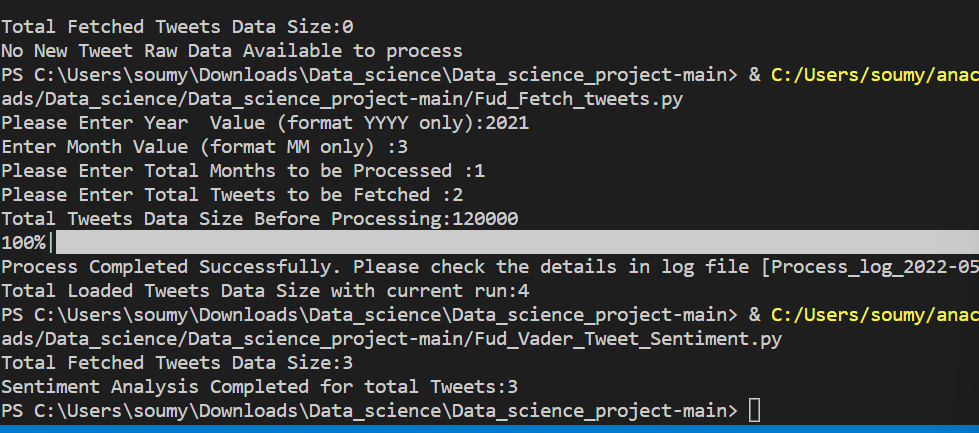 Total Fetched Tweets Data Size:0
No New Tweet Raw Data Available to process
PS C:\Users\soumy\Downloads\Data_science\Data_science_project-main> & C:/Users/soumy/anac
ads/Data_science/Data_science_project-main/Fud_Fetch_tweets.py
Please Enter Year  Value (format YYYY only):2021
Enter Month Value (format MM only) :3
Please Enter Total Months to be Processed :1
Please Enter Total Tweets to be Fetched :2
Total Tweets Data Size Before Processing:120000
100%|
Process Completed Successfully. Please check the details in log file [Process_log_2022-05
Total Loaded Tweets Data Size with current run:4
PS C:\Users\soumy\Downloads\Data_science\Data_science_project-main> & C:/Users/soumy/anac
ads/Data_science/Data_science_project-main/Fud_Vader_Tweet_Sentiment.py
Total Fetched Tweets Data Size:3
Sentiment Analysis Completed for total Tweets:3
PS C:\Users\soumy\Downloads\Data_science\Data_science_project-main>